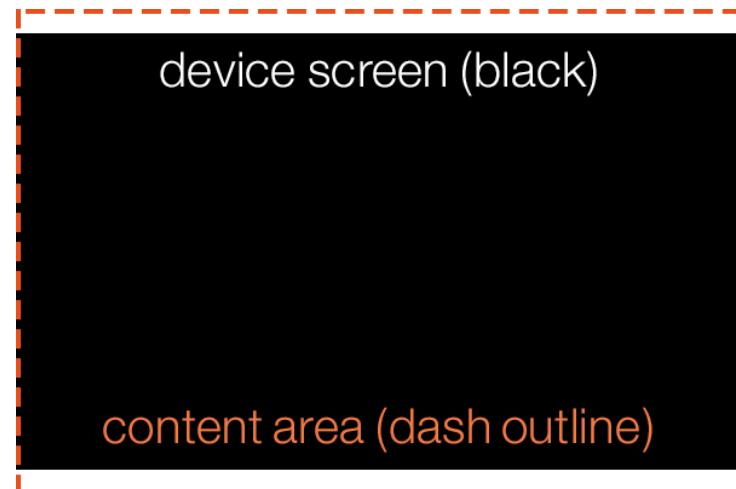 device screen (black)
content area (dash outline)